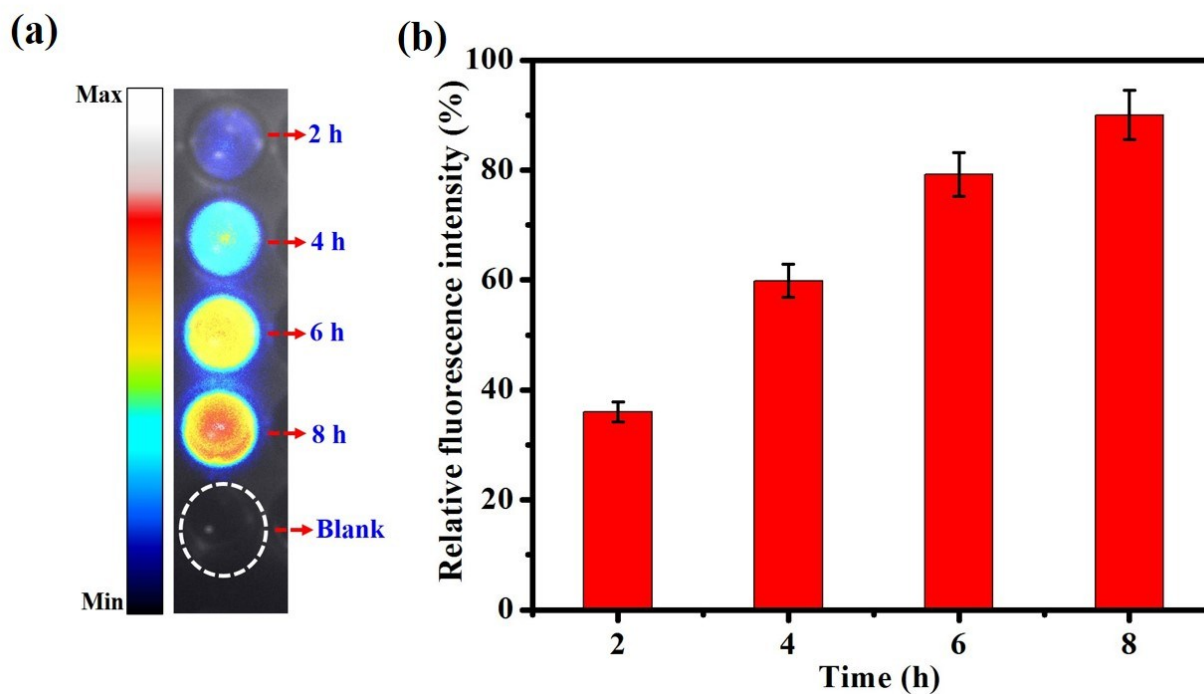 (a)
Max
2 h
4 h
6 h
8 h
Blank
Min
(b)
Relative fluorescence intensity (%)
100
80
60
40
20
0
2 4 6 8
Time (h)